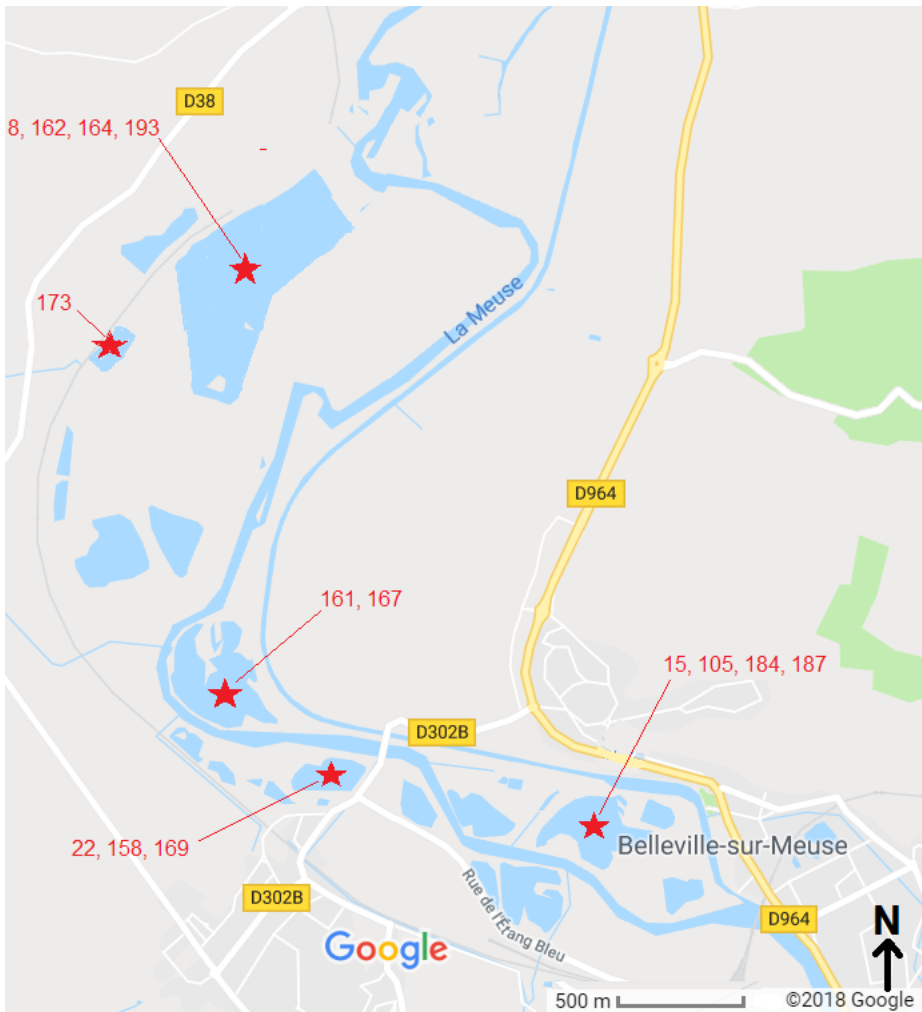 D38
8, 162, 164, 193
173
La Meuse
D964
161, 167
15, 105, 184, 187
D302B
22, 158, 169
Belleville-sur-Meuse
D302B
Rue de l'Étang Bleu
D964
N
Google
500 m
©2018 Google